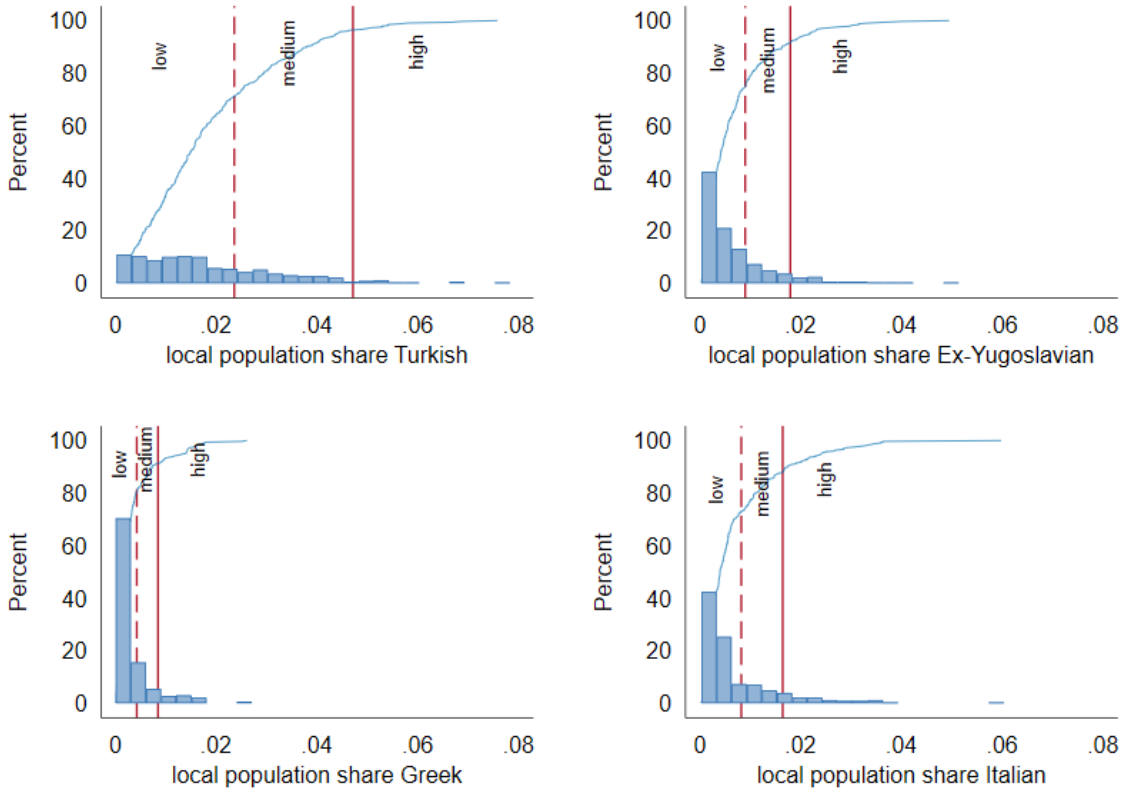 100
80
60
40
20
0
Percent
low
medium
high
0 .02 .04 .06 .08
local population share Turkish
100
80
60
40
20
0
Percent
low
medium
high
0 .02 .04 .06 .08
local population share Ex-Yugoslavian
100
80
60
40
20
0
Percent
low
medium
high
0 .02 .04 .06 .08
local population share Greek
100
80
60
40
20
0
Percent
low
medium
high
0 .02 .04 .06 .08
local population share Italian